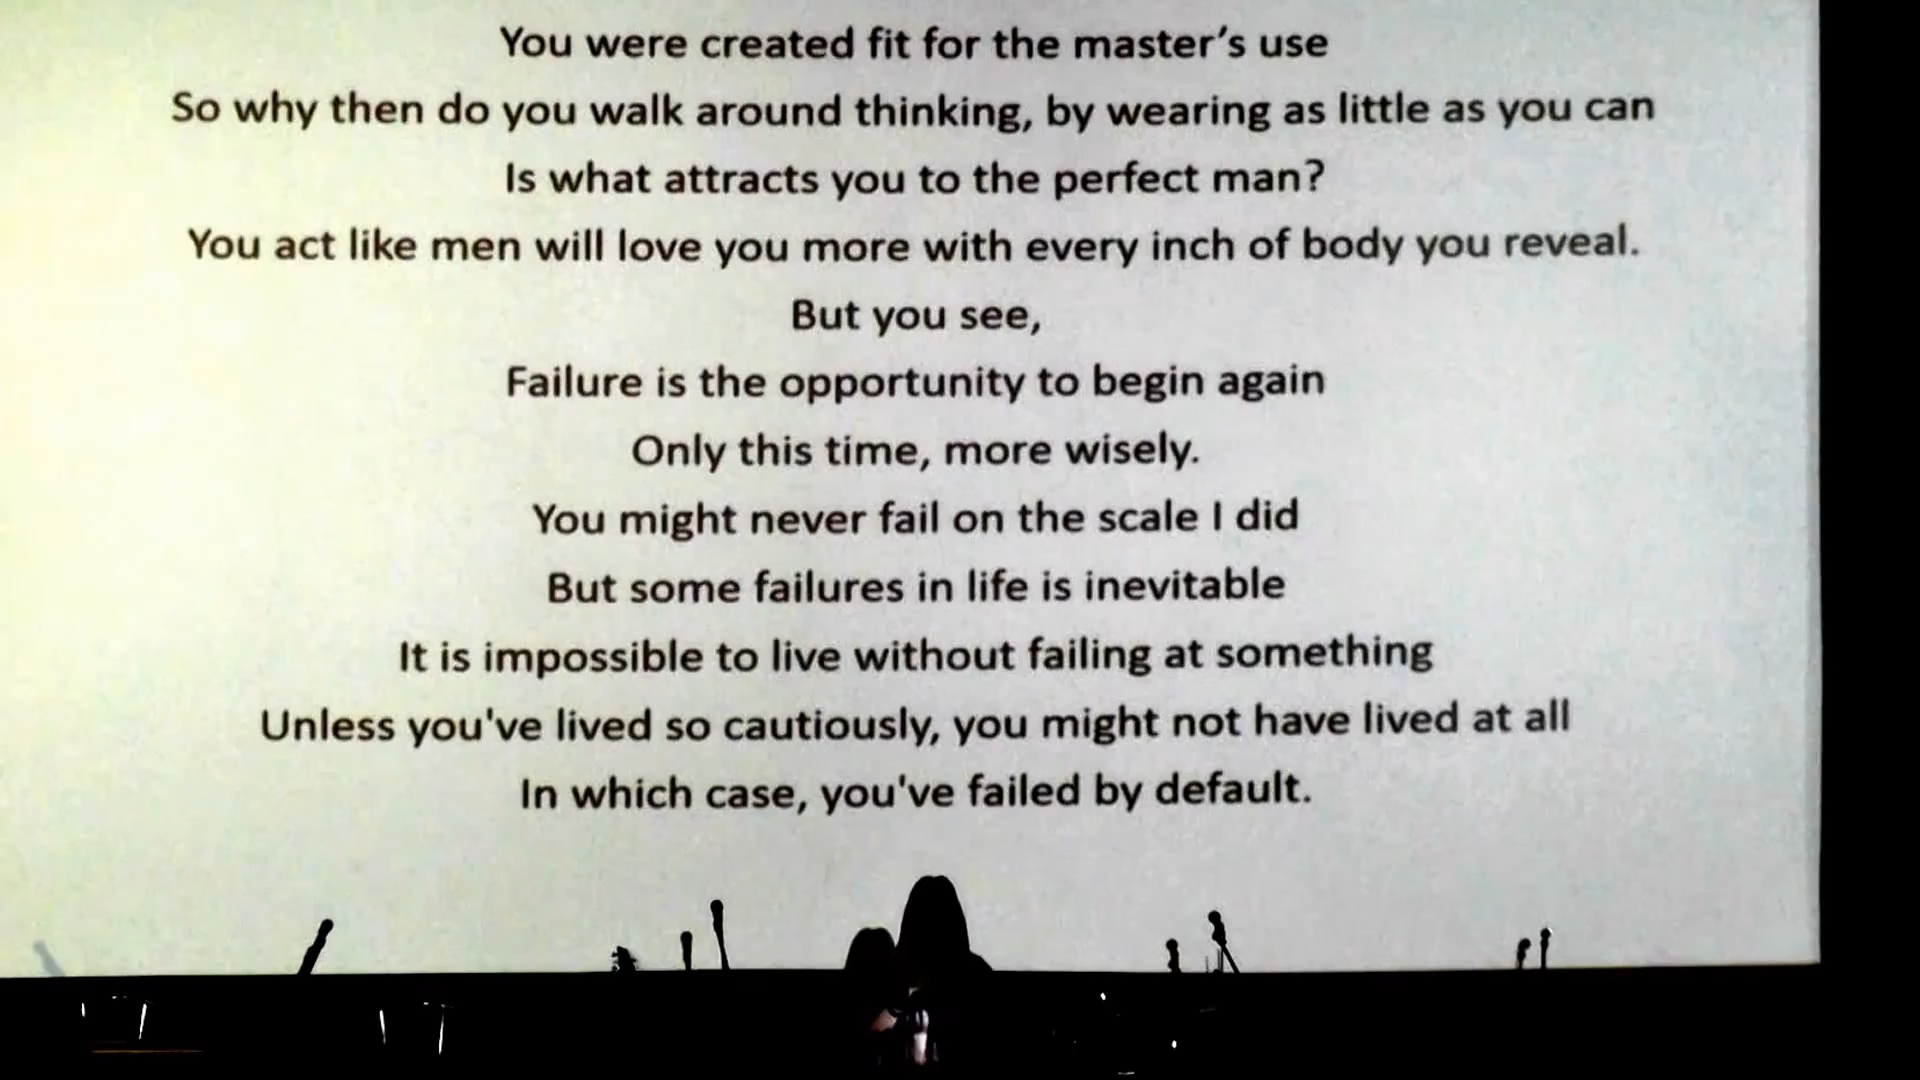 You were created fit for the master’s use
So why then do you walk around thinking, by wearing as little as you can
Is what attracts you to the perfect man?
You act like men will love you more with every inch of body you reveal.
But you see,
Failure is the opportunity to begin again
Only this time, more wisely.
You might never fail on the scale I did
But some failures in life is inevitable
It is impossible to live without failing at something
Unless you've lived so cautiously, you might not have lived at all
In which case, you've failed by default.